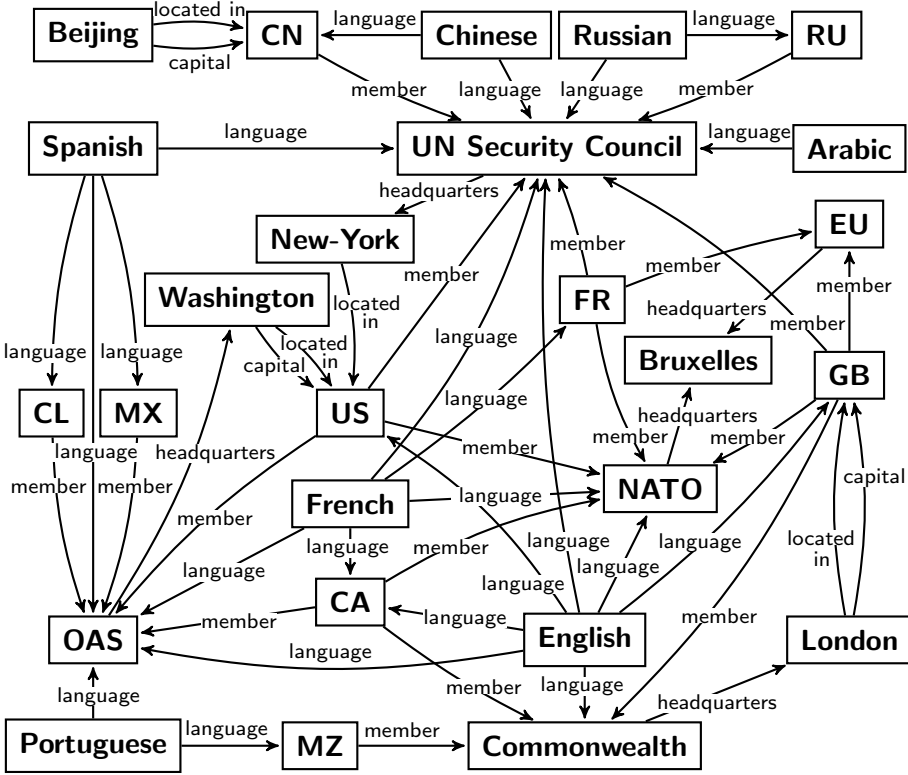 located in
Beijing
CN
language
Chinese
Russian
language
RU
capital
member
language
language
member
Spanish
language
UN Security Council
language
Arabic
headquarters
EU
New-York
member
member
member
Washington
located
in
FR
member
headquarters
member
located
in
language
capital
Bruxelles
language
language
GB
CL
MX
US
language
headquarters
member
member
member
language
headquarters
member
member
NATO
French
language
capital
member
language
language
language
located
in
member
language
language
language
CA
member
language
member
OAS
English
London
language
member
language
language
headquarters
Portuguese
language
MZ
member
Commonwealth